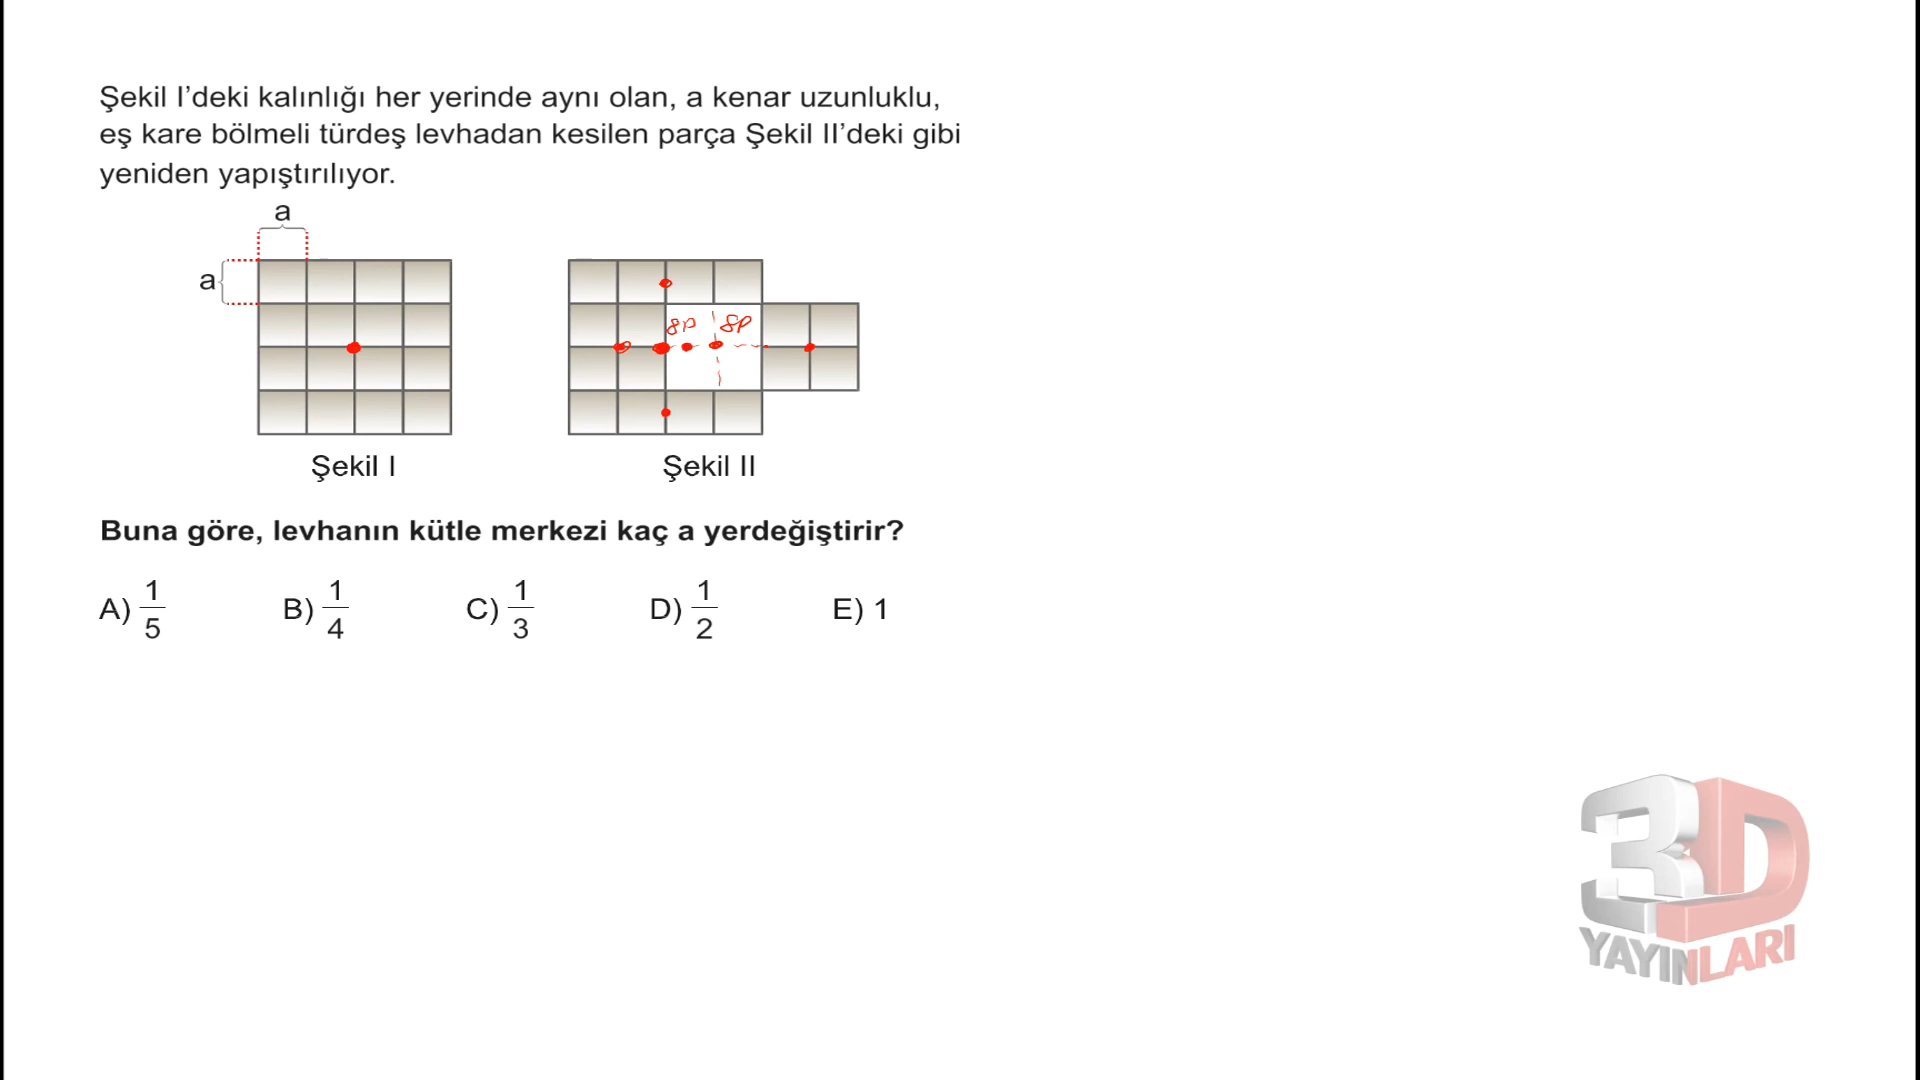 Şekil I’deki kalınlığı her yerinde aynı olan, a kenar uzunluklu,
eş kare bölmeli türdeş levhadan kesilen parça Şekil II’deki gibi
yeniden yapıştırılıyor.
a
a
8P 8P
Şekil I Şekil II
Buna göre, levhanın kütle merkezi kaç a yerdeğiştirir?
A) 1/5 B) 1/4 C) 1/3 D) 1/2 E) 1
3D
YAYINLARI